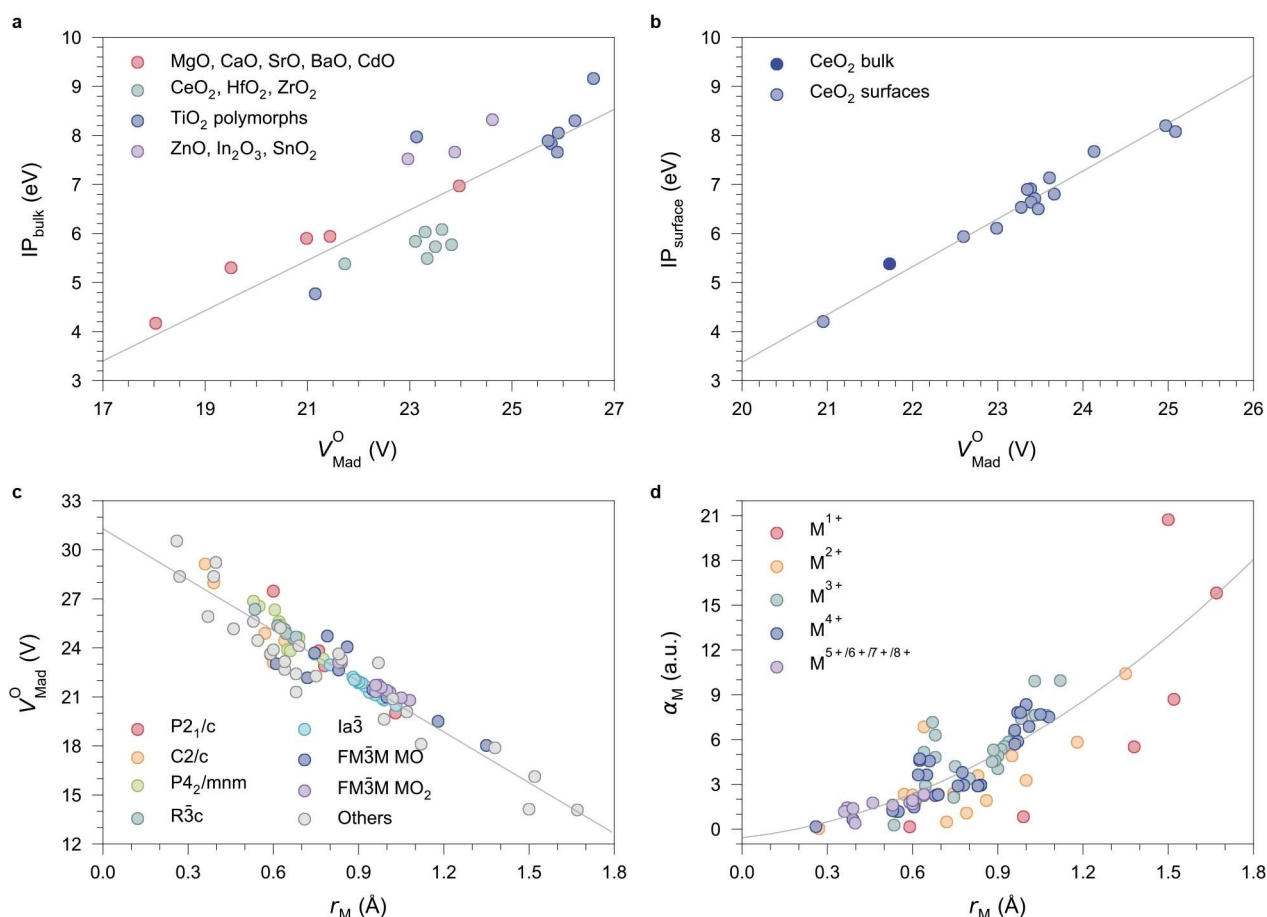 a
10
9
8
7
6
5
4
3
IP_bulk (eV)
MgO, CaO, SrO, BaO, CdO
CeO₂, HfO₂, ZrO₂
TiO₂ polymorphs
ZnO, In₂O₃, SnO₂
17 19 21 23 25 27
V^O_Mad (V)
b
10
9
8
7
6
5
4
3
IP_surface (eV)
CeO₂ bulk
CeO₂ surfaces
20 21 22 23 24 25 26
V^O_Mad (V)
c
33
30
27
24
21
18
15
12
V^O_Mad (V)
P2₁/c
C2/c
P4₂/mnm
R3̄c
Ia3̄
FM3̄M MO
FM3̄M MO₂
Others
0.0 0.3 0.6 0.9 1.2 1.5 1.8
r_M (Å)
d
21
18
15
12
9
6
3
0
α_M (a.u.)
M¹⁺
M²⁺
M³⁺
M⁴⁺
M⁵⁺/⁶⁺/⁷⁺/⁸⁺
0.0 0.3 0.6 0.9 1.2 1.5 1.8
r_M (Å)